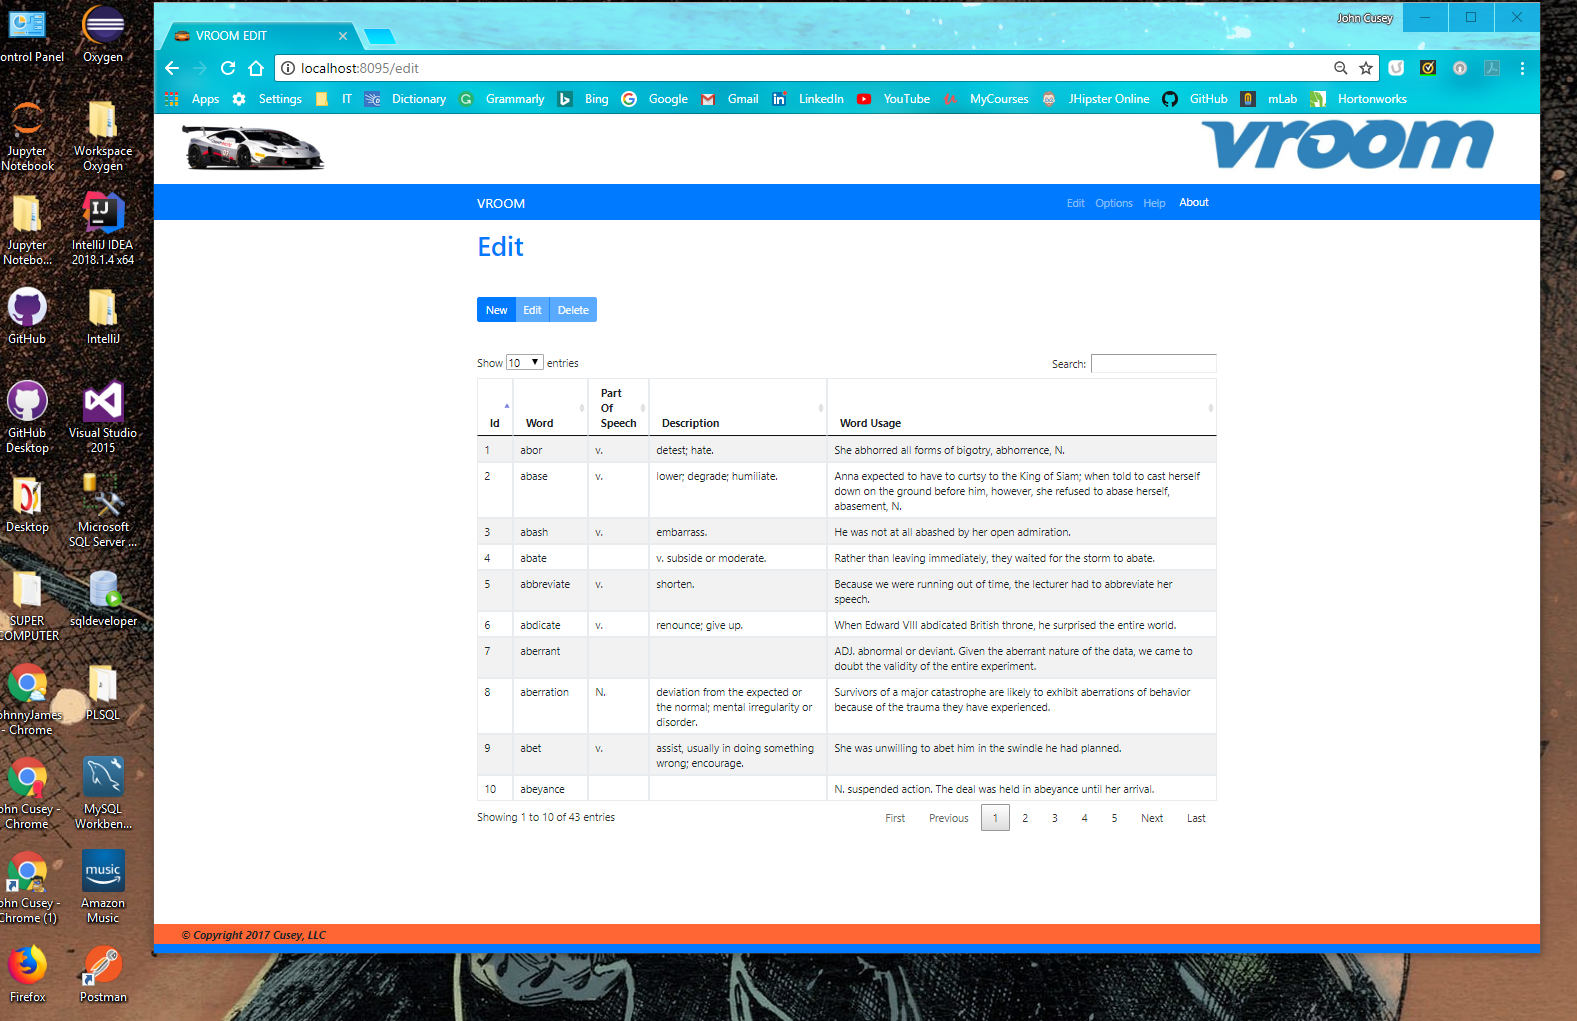 ontrol Panel
Oxygen
Jupyter Notebook
Workspace Oxygen
Jupyter Notebo...
IntelliJ IDEA 2018.1.4 x64
GitHub
IntelliJ
GitHub Desktop
Visual Studio 2015
Desktop
Microsoft SQL Server ...
SUPER COMPUTER
sqldeveloper
ohnnyJames - Chrome
PLSQL
ohn Cusey - Chrome
MySQL Workben...
music
ohn Cusey - Chrome (1)
Amazon Music
Firefox
Postman
John Cusey
VROOM EDIT
localhost:8095/edit
Apps Settings IT Dictionary Grammarly Bing Google Gmail LinkedIn YouTube MyCourses JHipster Online GitHub mLab Hortonworks
vroom
VROOM Edit Options Help About
Edit
New Edit Delete
Show 10 entries Search:
Id Word Part Of Speech Description Word Usage
1 abor v. detest; hate. She abhorred all forms of bigotry, abhorrence, N.
2 abase v. lower; degrade; humiliate. Anna expected to have to curtsy to the King of Siam; when told to cast herself
down on the ground before him, however, she refused to abase herself,
abasement, N.
3 abash v. embarrass. He was not at all abashed by her open admiration.
4 abate v. subside or moderate. Rather than leaving immediately, they waited for the storm to abate.
5 abbreviate v. shorten. Because we were running out of time, the lecturer had to abbreviate her
speech.
6 abdicate v. renounce; give up. When Edward VIII abdicated British throne, he surprised the entire world.
7 aberrant ADJ. abnormal or deviant. Given the aberrant nature of the data, we came to
doubt the validity of the entire experiment.
8 aberration N. deviation from the expected or the normal; mental irregularity or disorder. Survivors of a major catastrophe are likely to exhibit aberrations of behavior
because of the trauma they have experienced.
9 abet v. assist, usually in doing something wrong; encourage. She was unwilling to abet him in the swindle he had planned.
10 abeyance N. suspended action. The deal was held in abeyance until her arrival.
Showing 1 to 10 of 43 entries First Previous 1 2 3 4 5 Next Last
© Copyright 2017 Cusey, LLC